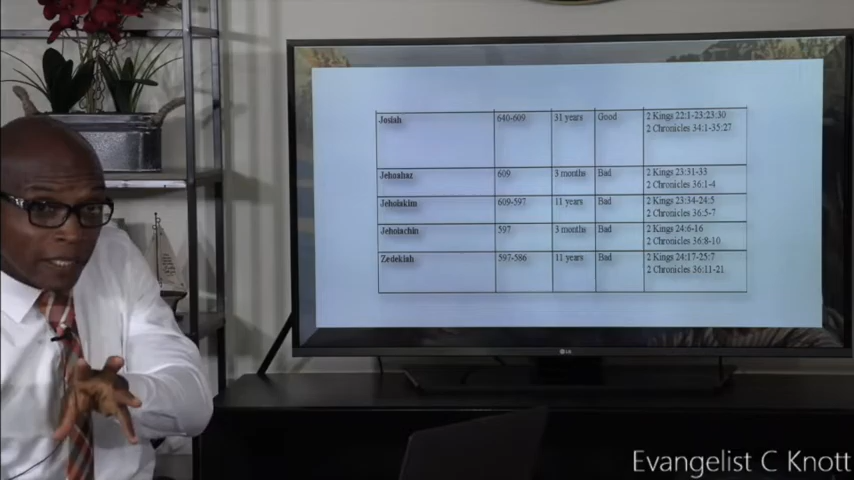 Josiah 640-609 31 years Good 2 Kings 22:1-23:23:30
2 Chronicles 34:1-35:27
Jehoahaz 609 3 months Bad 2 Kings 23:31-33
2 Chronicles 36:1-4
Jehoiakim 609-597 11 years Bad 2 Kings 23:34-24:5
2 Chronicles 36:5-7
Jehoiachin 597 3 months Bad 2 Kings 24:6-16
2 Chronicles 36:8-10
Zedekiah 597-586 11 years Bad 2 Kings 24:17-25:7
2 Chronicles 36:11-21
LG
Evangelist C Knott